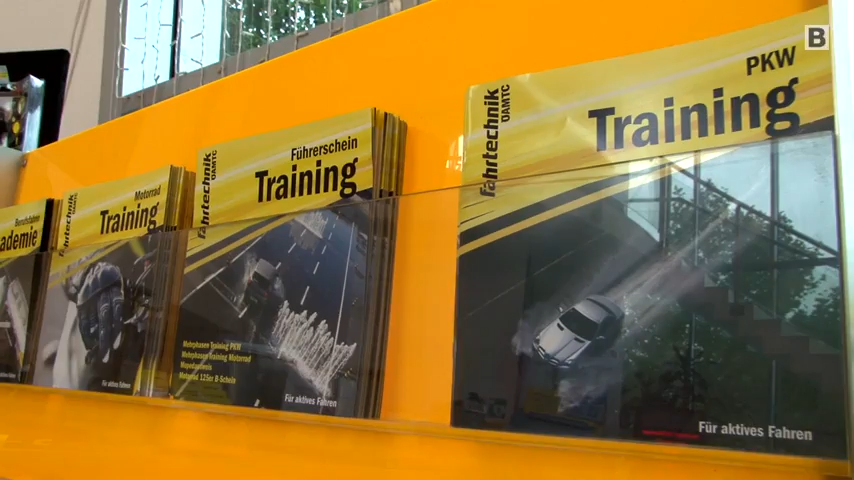 B
PKW
Training
Fahrtechnik
ÖAMTC
Für aktives Fahren
Führerschein
Training
Fahrtechnik
ÖAMTC
Mehrphasen Training PKW
Mehrphasen Training Motorrad
Mopedausweis
Motorrad 125er B-Schein
Für aktives Fahren
Motorrad
Training
Fahrtechnik
ÖAMTC
Für aktives Fahren
ademie